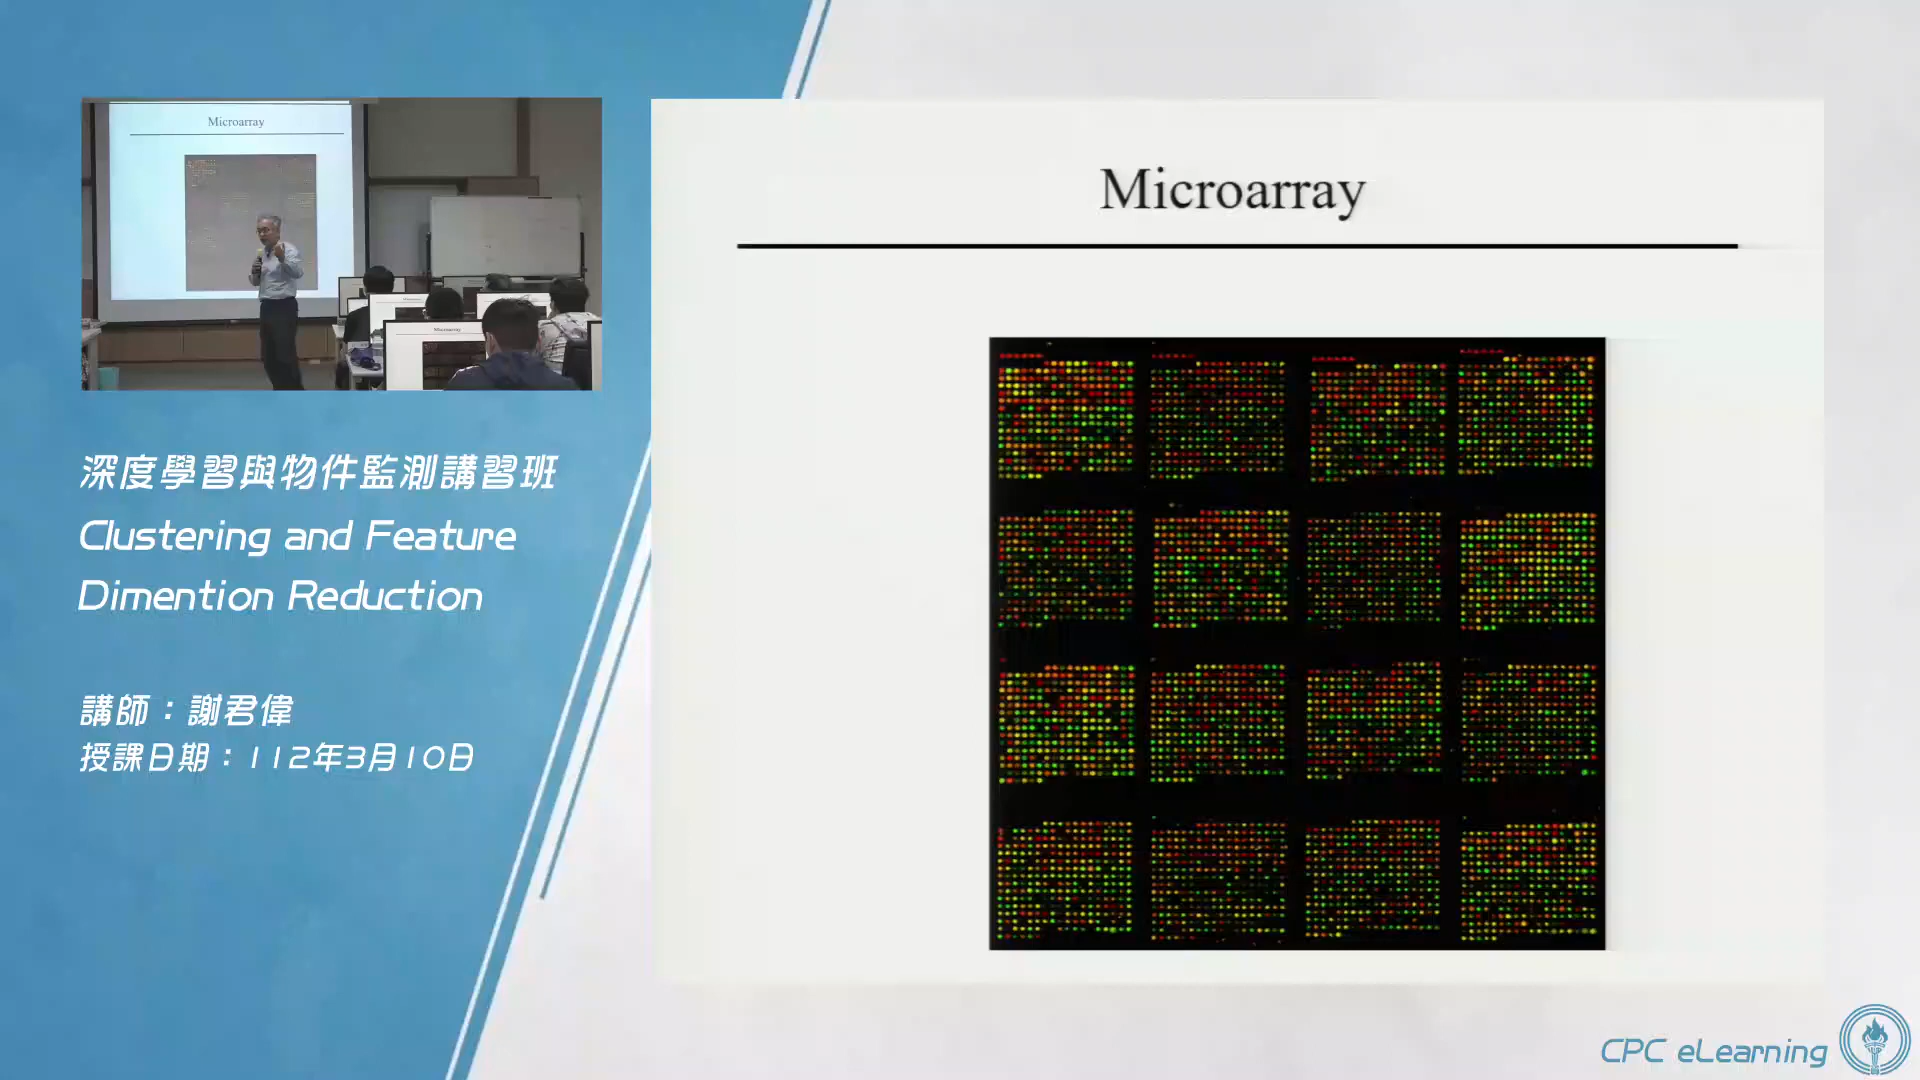 Microarray
Microarray
Microarray
深度學習與物件監測講習班
Clustering and Feature
Dimention Reduction
講師：謝君偉
授課日期：112年3月10日
CPC eLearning